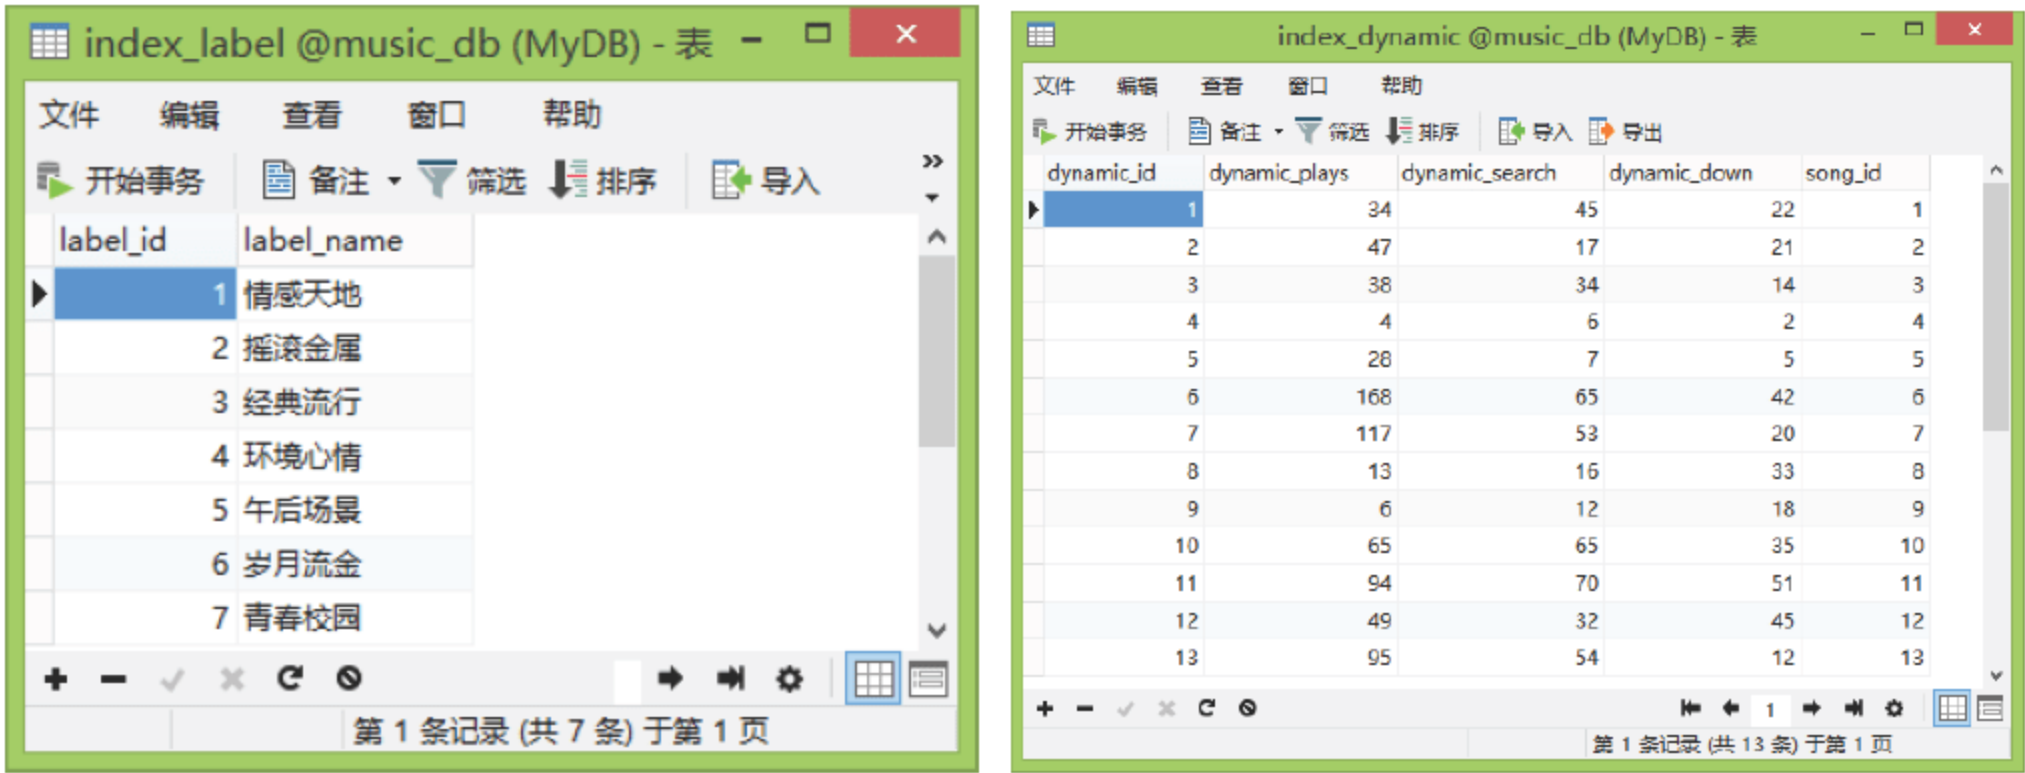 index_label @music_db (MyDB) - 表
文件 编辑 查看 窗口 帮助
开始事务 备注 筛选 排序 导入
label_id label_name
1 情感天地
2 摇滚金属
3 经典流行
4 环境心情
5 午后场景
6 岁月流金
7 青春校园
第 1 条记录 (共 7 条) 于第 1 页
index_dynamic @music_db (MyDB) - 表
文件 编辑 查看 窗口 帮助
开始事务 备注 筛选 排序 导入 导出
dynamic_id dynamic_plays dynamic_search dynamic_down song_id
1 34 45 22 1
2 47 17 21 2
3 38 34 14 3
4 4 6 2 4
5 28 7 5 5
6 168 65 42 6
7 117 53 20 7
8 13 16 33 8
9 6 12 18 9
10 65 65 35 10
11 94 70 51 11
12 49 32 45 12
13 95 54 12 13
1
第 1 条记录 (共 13 条) 于第 1 页